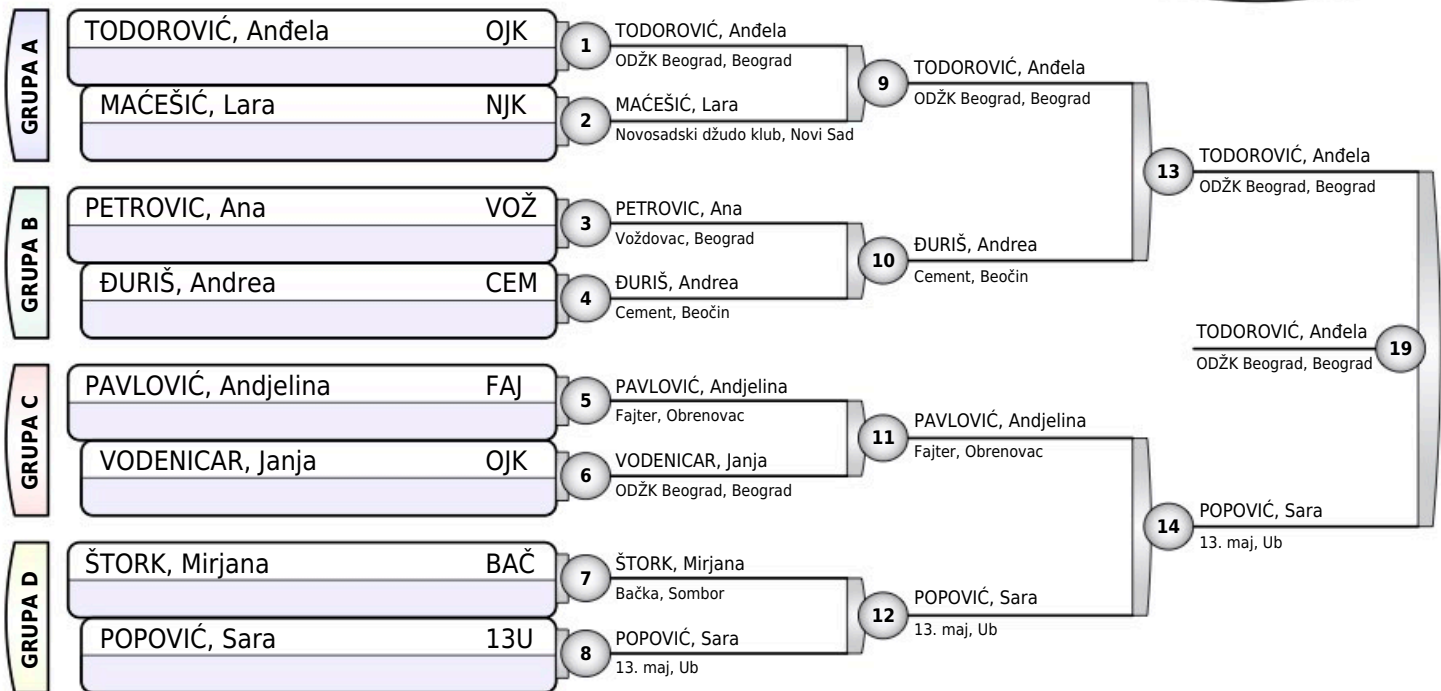 GRUPA A
TODOROVIĆ, Anđela OJK
MAĆEŠIĆ, Lara NJK
GRUPA B
PETROVIC, Ana VOŽ
ĐURIŠ, Andrea CEM
GRUPA C
PAVLOVIĆ, Andjelina FAJ
VODENICAR, Janja OJK
GRUPA D
ŠTORK, Mirjana BAČ
POPOVIĆ, Sara 13U
1
TODOROVIĆ, Anđela
ODŽK Beograd, Beograd
2
MAĆEŠIĆ, Lara
Novosadski džudo klub, Novi Sad
3
PETROVIC, Ana
Voždovac, Beograd
4
ĐURIŠ, Andrea
Cement, Beočin
5
PAVLOVIĆ, Andjelina
Fajter, Obrenovac
6
VODENICAR, Janja
ODŽK Beograd, Beograd
7
ŠTORK, Mirjana
Bačka, Sombor
8
POPOVIĆ, Sara
13. maj, Ub
9
TODOROVIĆ, Anđela
ODŽK Beograd, Beograd
10
ĐURIŠ, Andrea
Cement, Beočin
11
PAVLOVIĆ, Andjelina
Fajter, Obrenovac
12
POPOVIĆ, Sara
13. maj, Ub
13
TODOROVIĆ, Anđela
ODŽK Beograd, Beograd
14
POPOVIĆ, Sara
13. maj, Ub
TODOROVIĆ, Anđela
ODŽK Beograd, Beograd
19